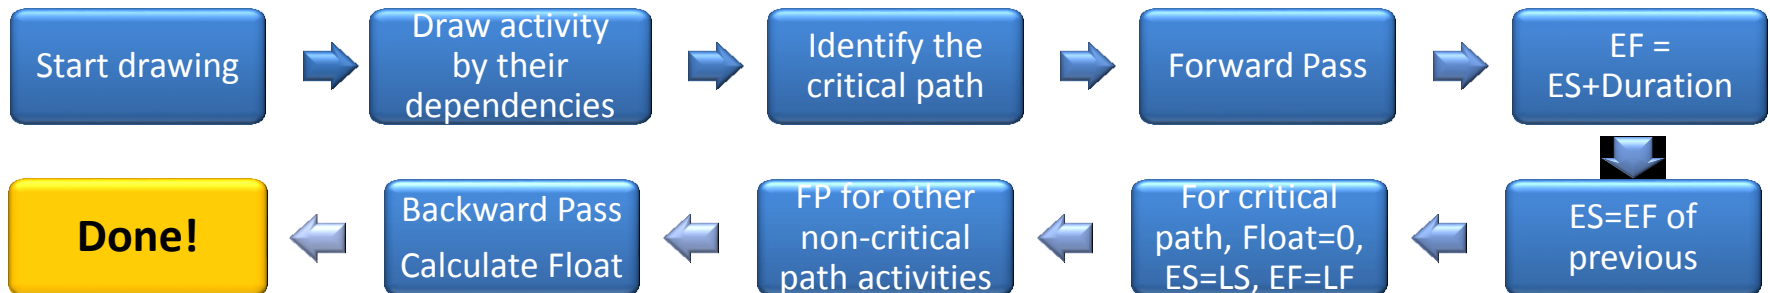 Start drawing
Draw activity
by their
dependencies
Identify the
critical path
Forward Pass
EF =
ES+Duration
ES=EF of
previous
For critical
path, Float=0,
ES=LS, EF=LF
FP for other
non-critical
path activities
Backward Pass
Calculate Float
Done!